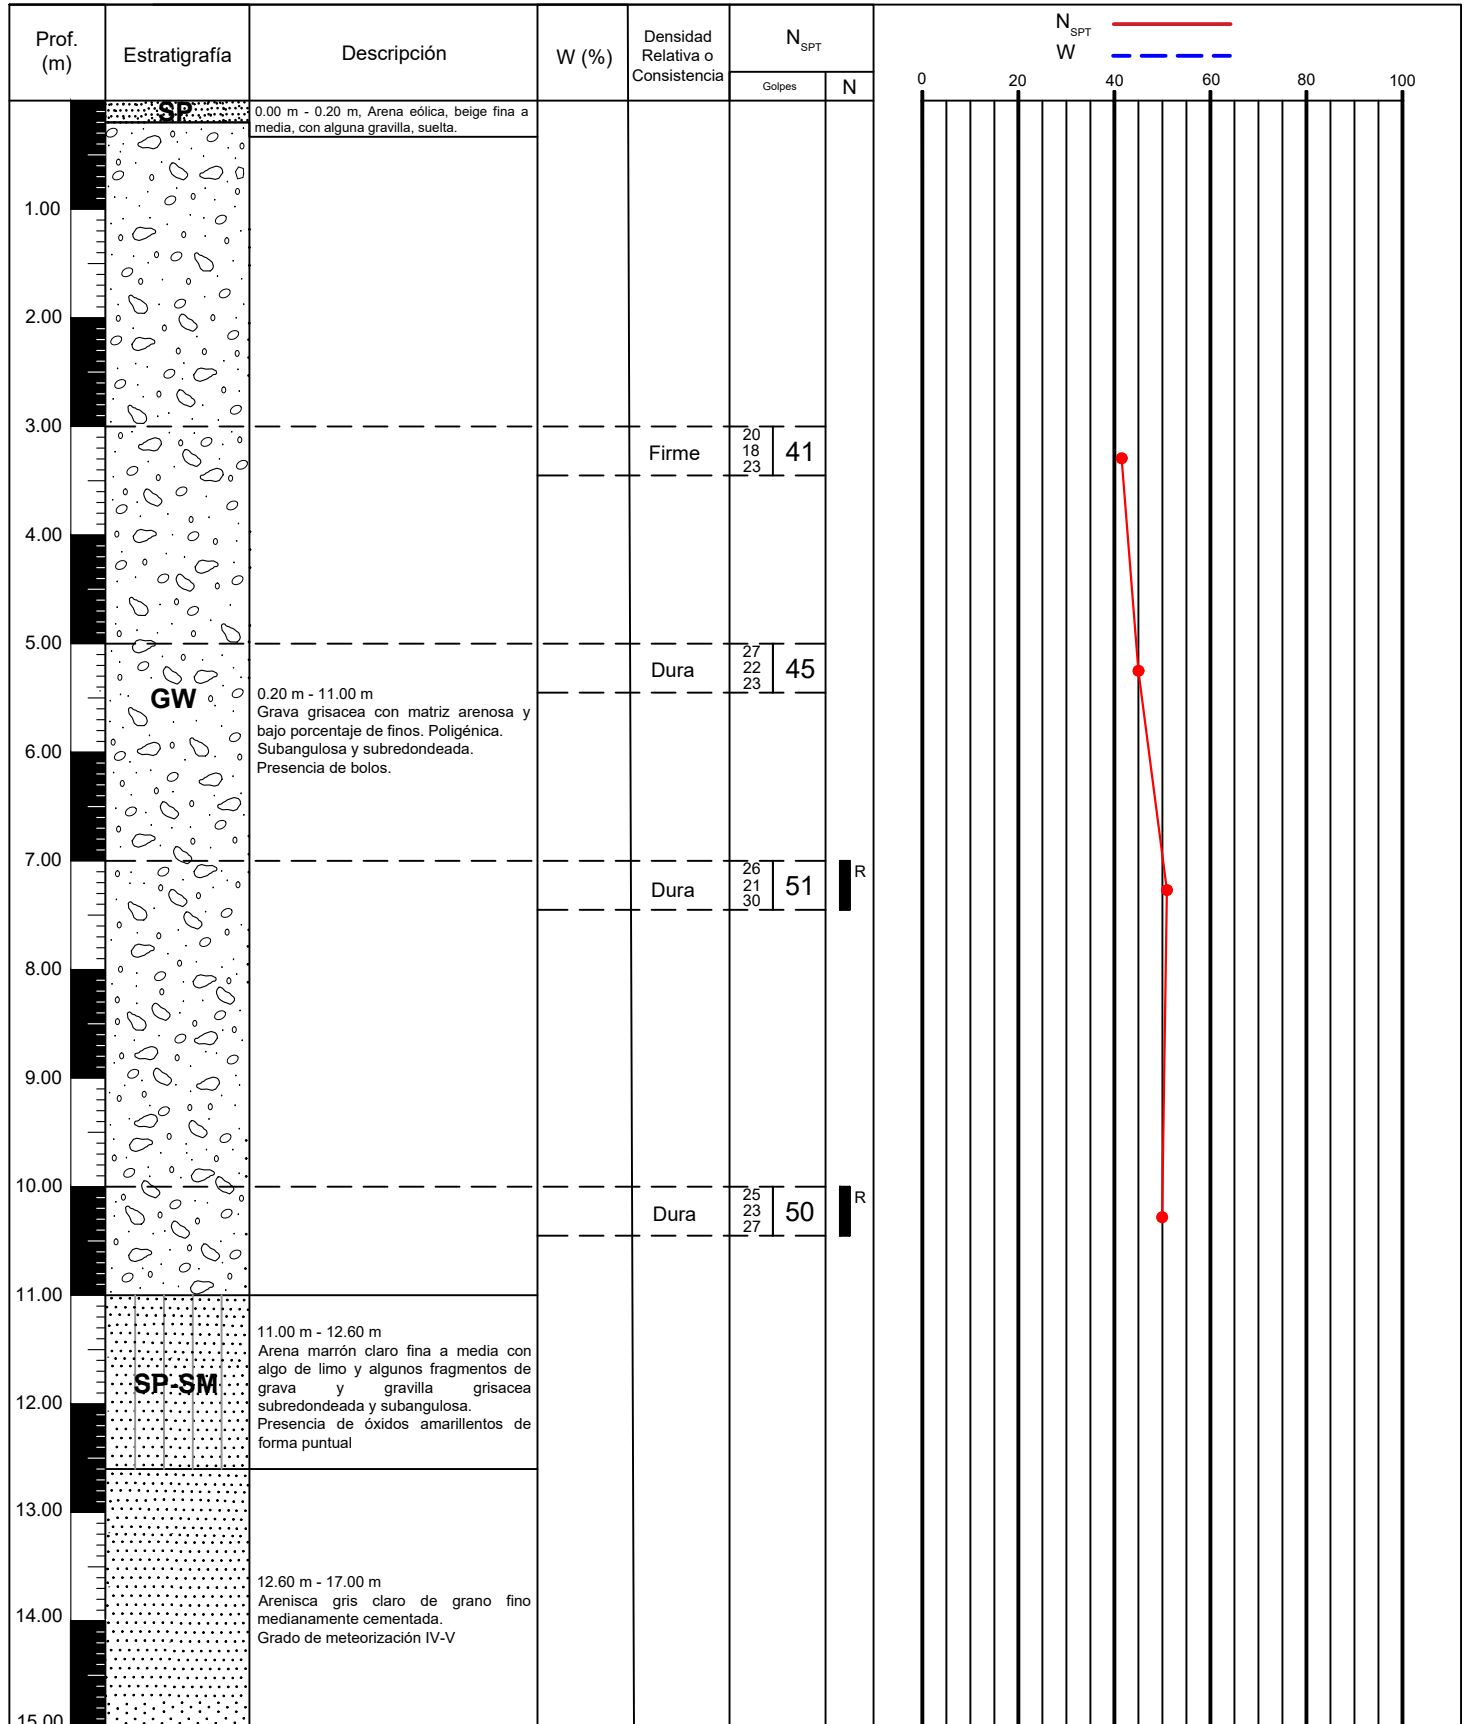 Prof.
(m)
Estratigrafía
Descripción
W (%)
Densidad
Relativa o
Consistencia
N SPT
Golpes
N
N SPT
W
0 20 40 60 80 100
SP
0.00 m - 0.20 m, Arena eólica, beige fina a
media, con alguna gravilla, suelta.
1.00
2.00
3.00
Firme
20
18
23
41
4.00
5.00
Dura
27
22
23
45
GW
0.20 m - 11.00 m
Grava grisacea con matriz arenosa y
bajo porcentaje de finos. Poligénica.
Subangulosa y subredondeada.
Presencia de bolos.
6.00
7.00
Dura
26
21
30
51
R
8.00
9.00
10.00
Dura
25
23
27
50
R
11.00
11.00 m - 12.60 m
Arena marrón claro fina a media con
algo de limo y algunos fragmentos de
grava y gravilla grisacea
subredondeada y subangulosa.
Presencia de óxidos amarillentos de
forma puntual
SP-SM
12.00
13.00
12.60 m - 17.00 m
Arenisca gris claro de grano fino
medianamente cementada.
Grado de meteorización IV-V
14.00
15.00